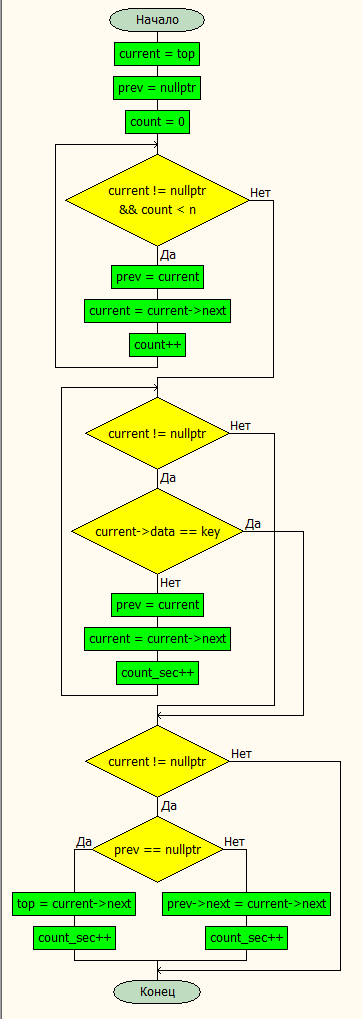 Начало
current = top
prev = nullptr
count = 0
current != nullptr
&& count < n
Нет
Да
prev = current
current = current->next
count++
current != nullptr
Нет
Да
current->data == key
Да
Нет
prev = current
current = current->next
count_sec++
current != nullptr
Нет
Да
Да
prev == nullptr
Нет
top = current->next
prev->next = current->next
count_sec++
count_sec++
Конец